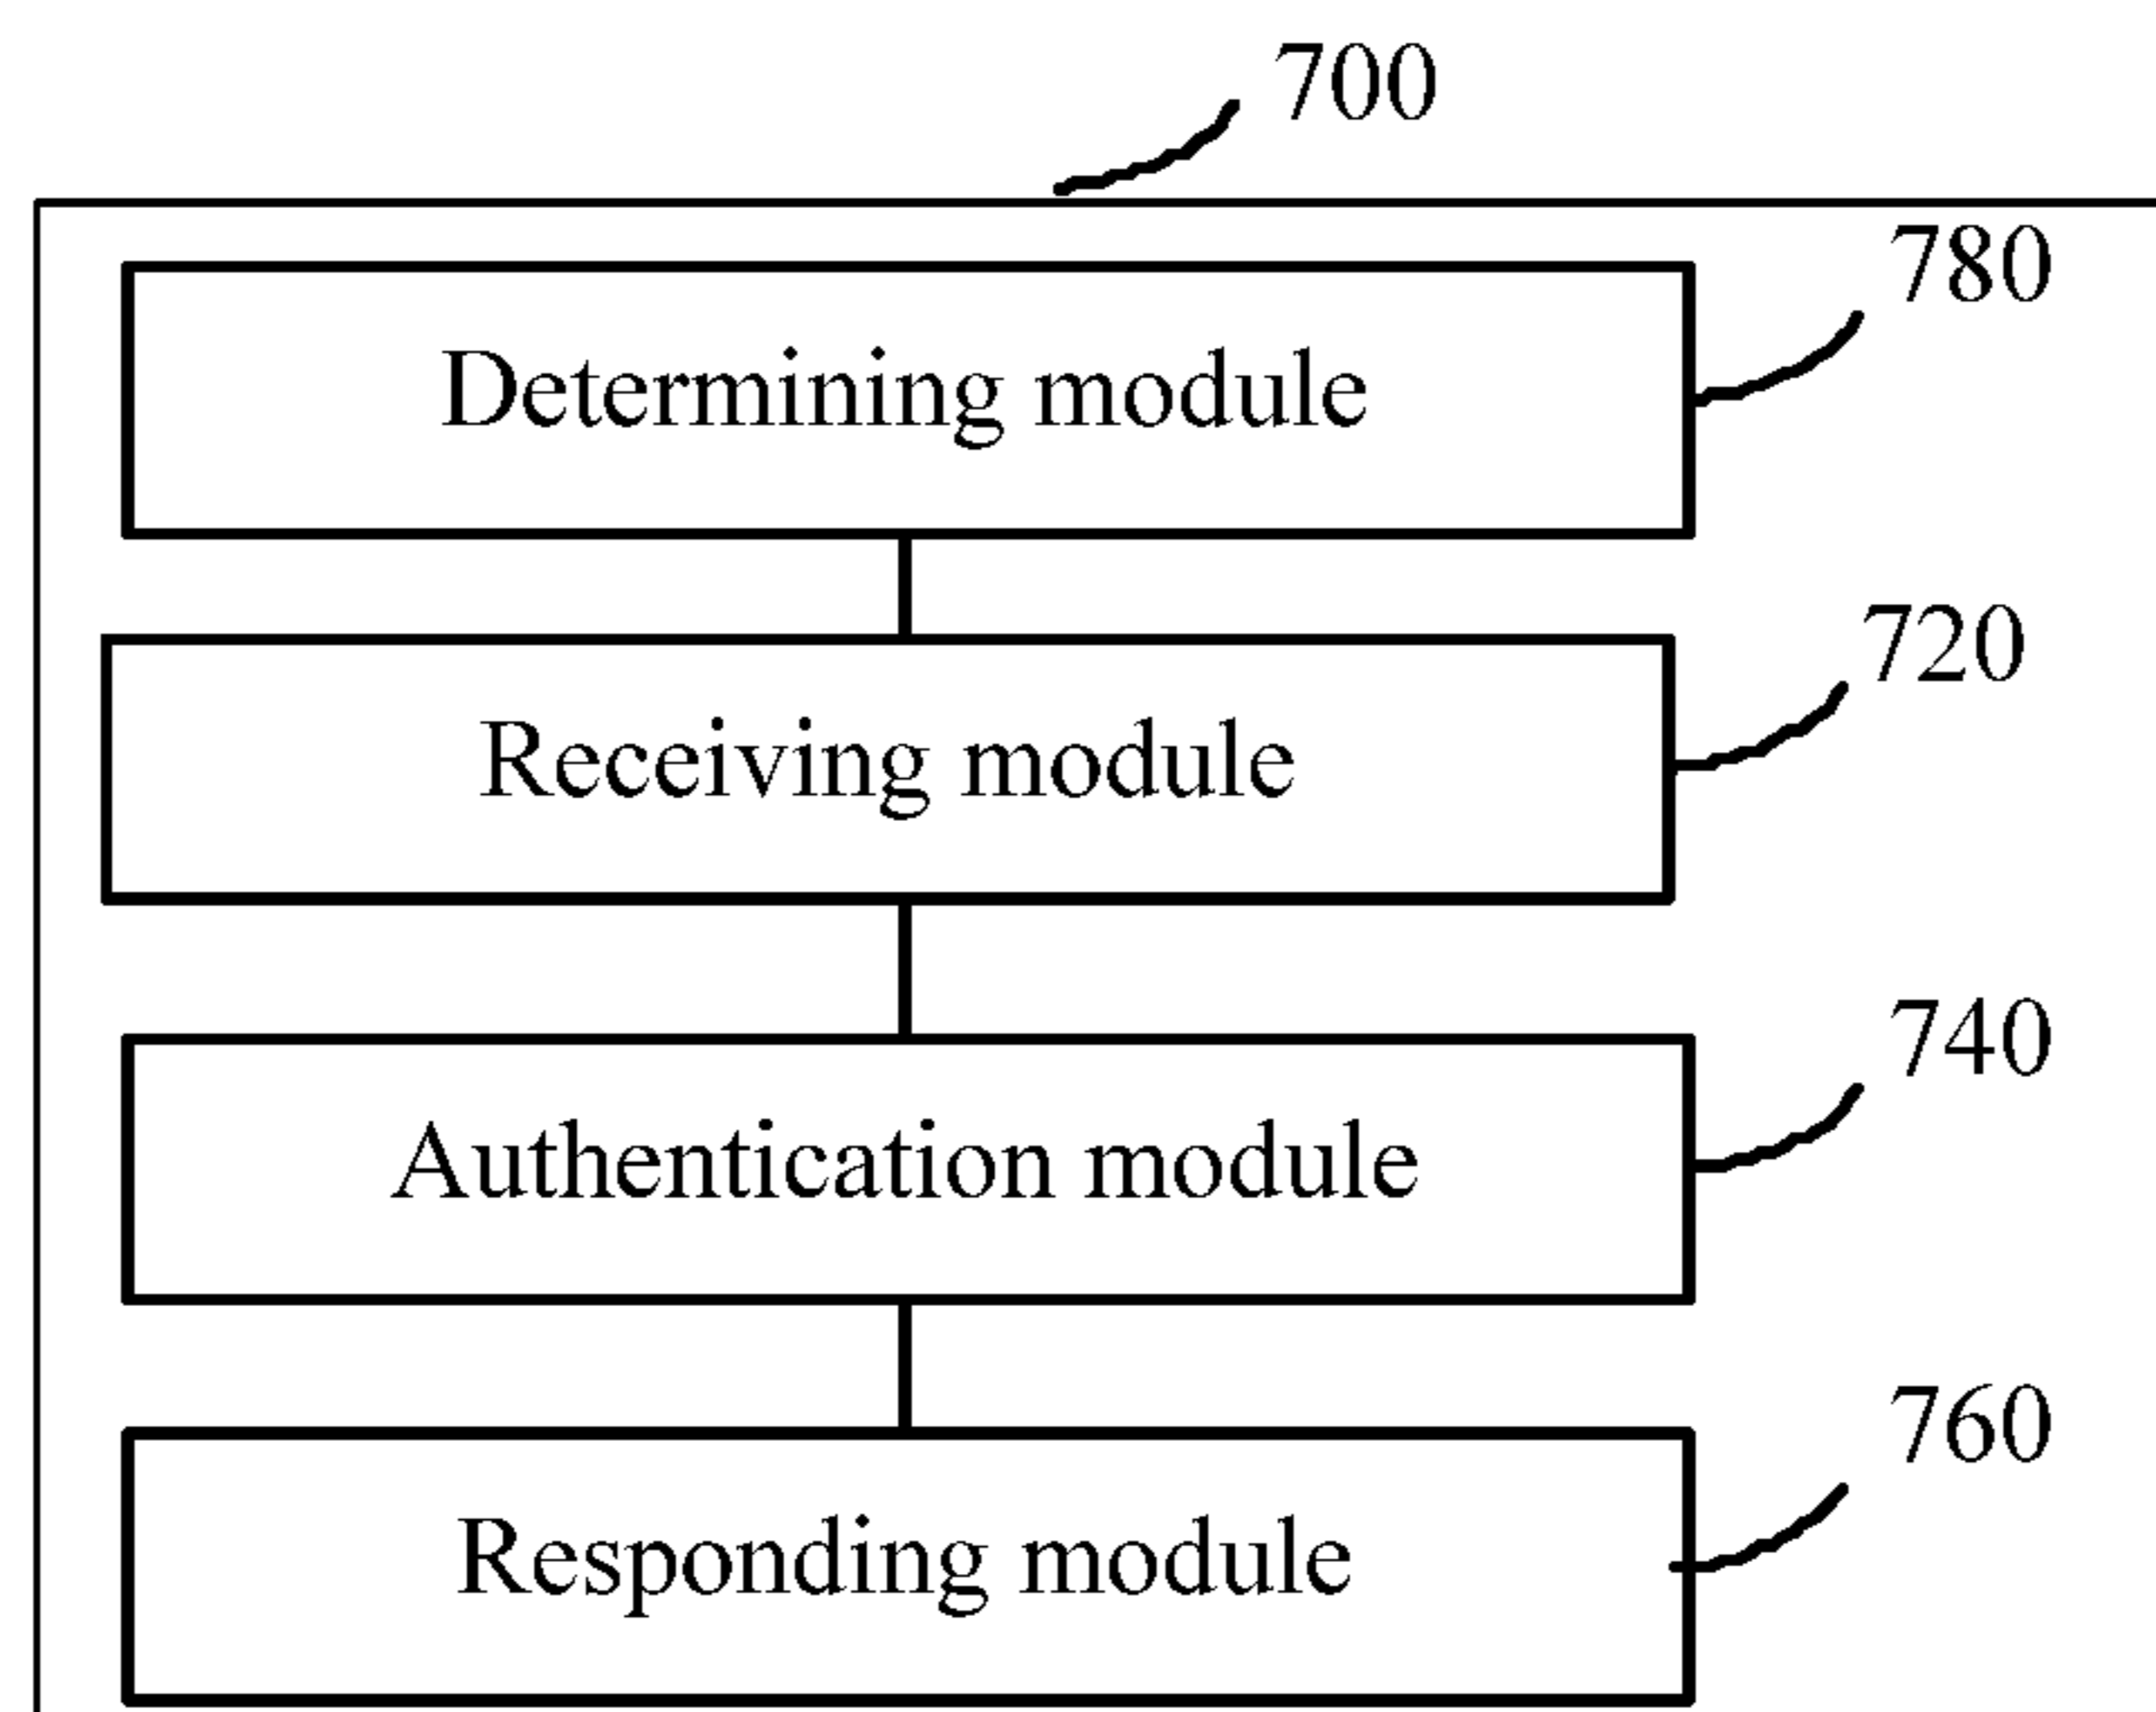 700
780
Determining module
720
Receiving module
740
Authentication module
760
Responding module